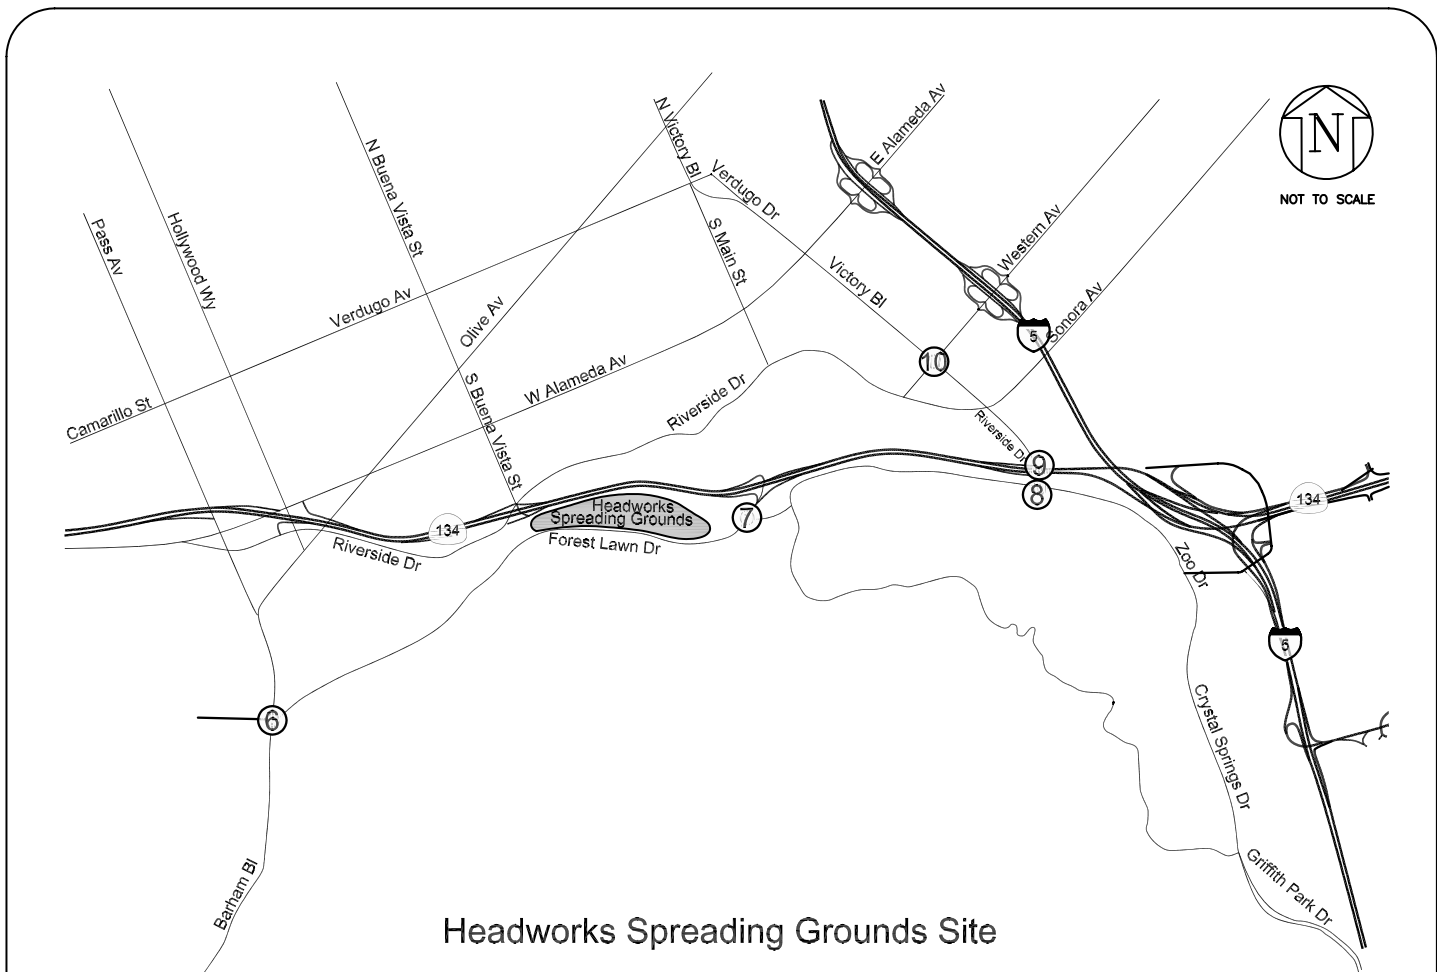 N
NOT TO SCALE
E Alameda Av
N Victory Bl
N Buena Vista St
Verdugo Dr
Hollywood Wy
Pass Av
S Main St
Western Av
Victory Bl
Sonora Av
Verdugo Av
Olive Av
5
10
W Alameda Av
Riverside Dr
S Buena Vista St
Camarillo St
Riverside Dr
9
8
134
Headworks
Spreading Grounds
7
134
Forest Lawn Dr
Riverside Dr
Zoo Dr
5
6
Crystal Springs Dr
Barham Bl
Griffith Park Dr
Headworks Spreading Grounds Site